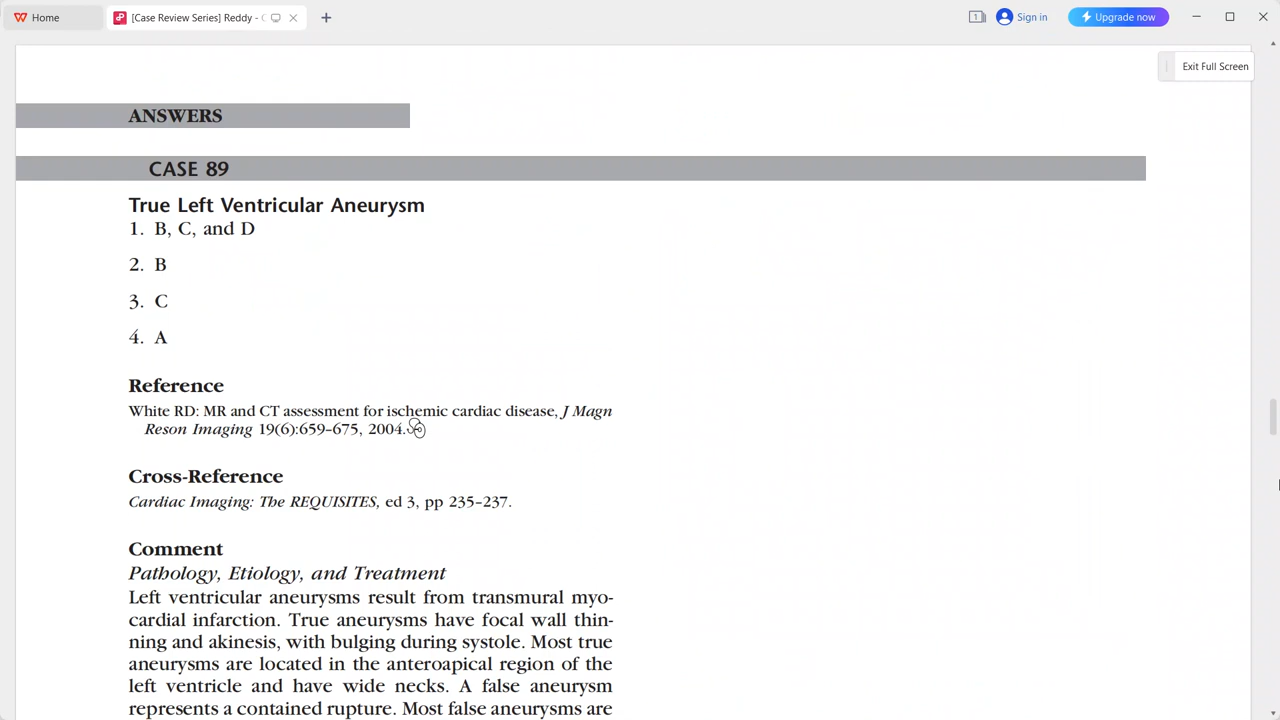 Home
[Case Review Series] Reddy - C
Sign in
Upgrade now
Exit Full Screen
ANSWERS
CASE 89
True Left Ventricular Aneurysm
1. B, C, and D
2. B
3. C
4. A
Reference
White RD: MR and CT assessment for ischemic cardiac disease, J Magn
Reson Imaging 19(6):659–675, 2004.
Cross-Reference
Cardiac Imaging: The REQUISITES, ed 3, pp 235–237.
Comment
Pathology, Etiology, and Treatment
Left ventricular aneurysms result from transmural myo-
cardial infarction. True aneurysms have focal wall thin-
ning and akinesis, with bulging during systole. Most true
aneurysms are located in the anteroapical region of the
left ventricle and have wide necks. A false aneurysm
represents a contained rupture. Most false aneurysms are